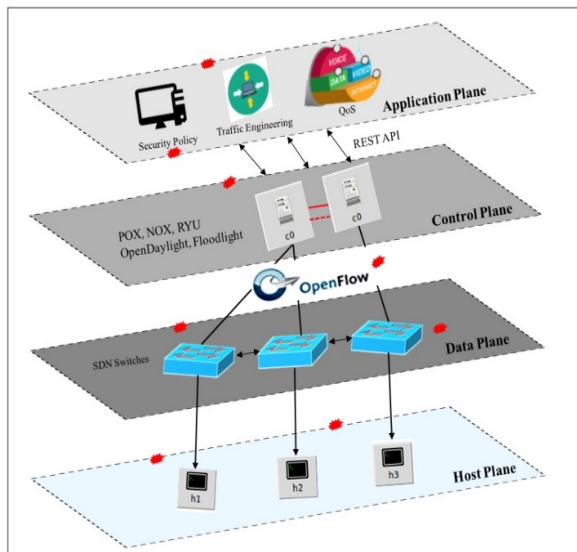 VOICE
DATA
VIDEO
INTERNET
Security Policy
Traffic Engineering
QoS
Application Plane
REST API
POX, NOX, RYU
OpenDaylight, Floodlight
c0
c0
Control Plane
OpenFlow
SDN Switches
Data Plane
h1
h2
h3
Host Plane